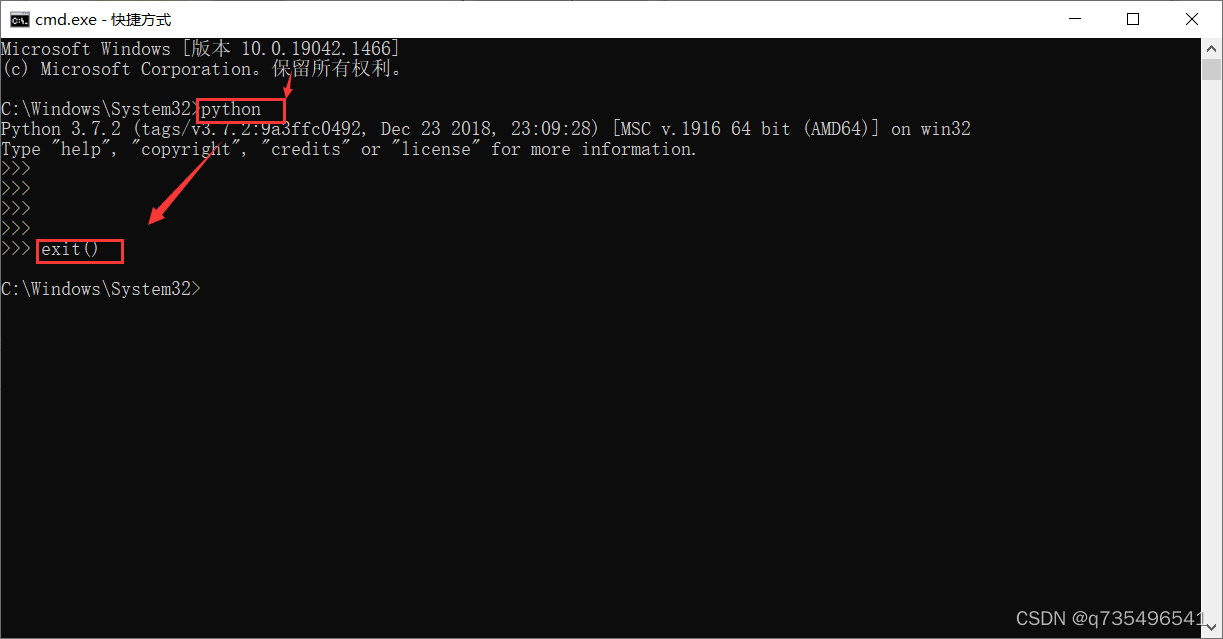 cmd.exe - 快捷方式
Microsoft Windows [版本 10.0.19042.1466]
(c) Microsoft Corporation。保留所有权利。
C:\Windows\System32>python
Python 3.7.2 (tags/v3.7.2:9a3ffc0492, Dec 23 2018, 23:09:28) [MSC v.1916 64 bit (AMD64)] on win32
Type "help", "copyright", "credits" or "license" for more information.
>>>
>>>
>>>
>>>
>>> exit()
C:\Windows\System32>
CSDN @q735496541